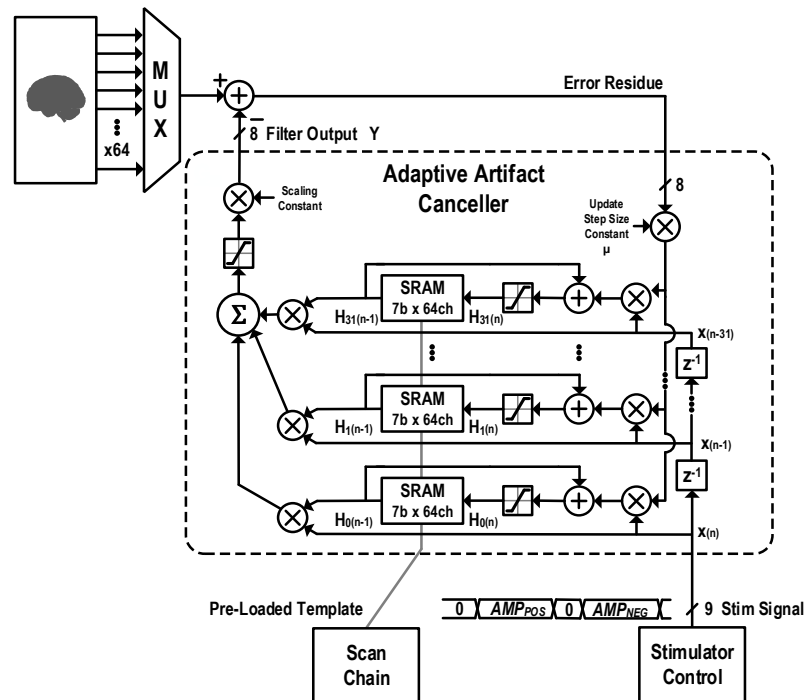 M
U
X
x64
+
−
Error Residue
8 Filter Output Y
8
Adaptive Artifact
Canceller
Scaling
Constant
Update
Step Size
Constant
μ
Σ
SRAM
7b x 64ch
H31(n-1)
H31(n)
x(n-31)
z-1
SRAM
7b x 64ch
H1(n-1)
H1(n)
x(n-1)
z-1
SRAM
7b x 64ch
H0(n-1)
H0(n)
x(n)
Pre-Loaded Template
0 AMPPOS 0 AMPNEG
9 Stim Signal
Scan
Chain
Stimulator
Control